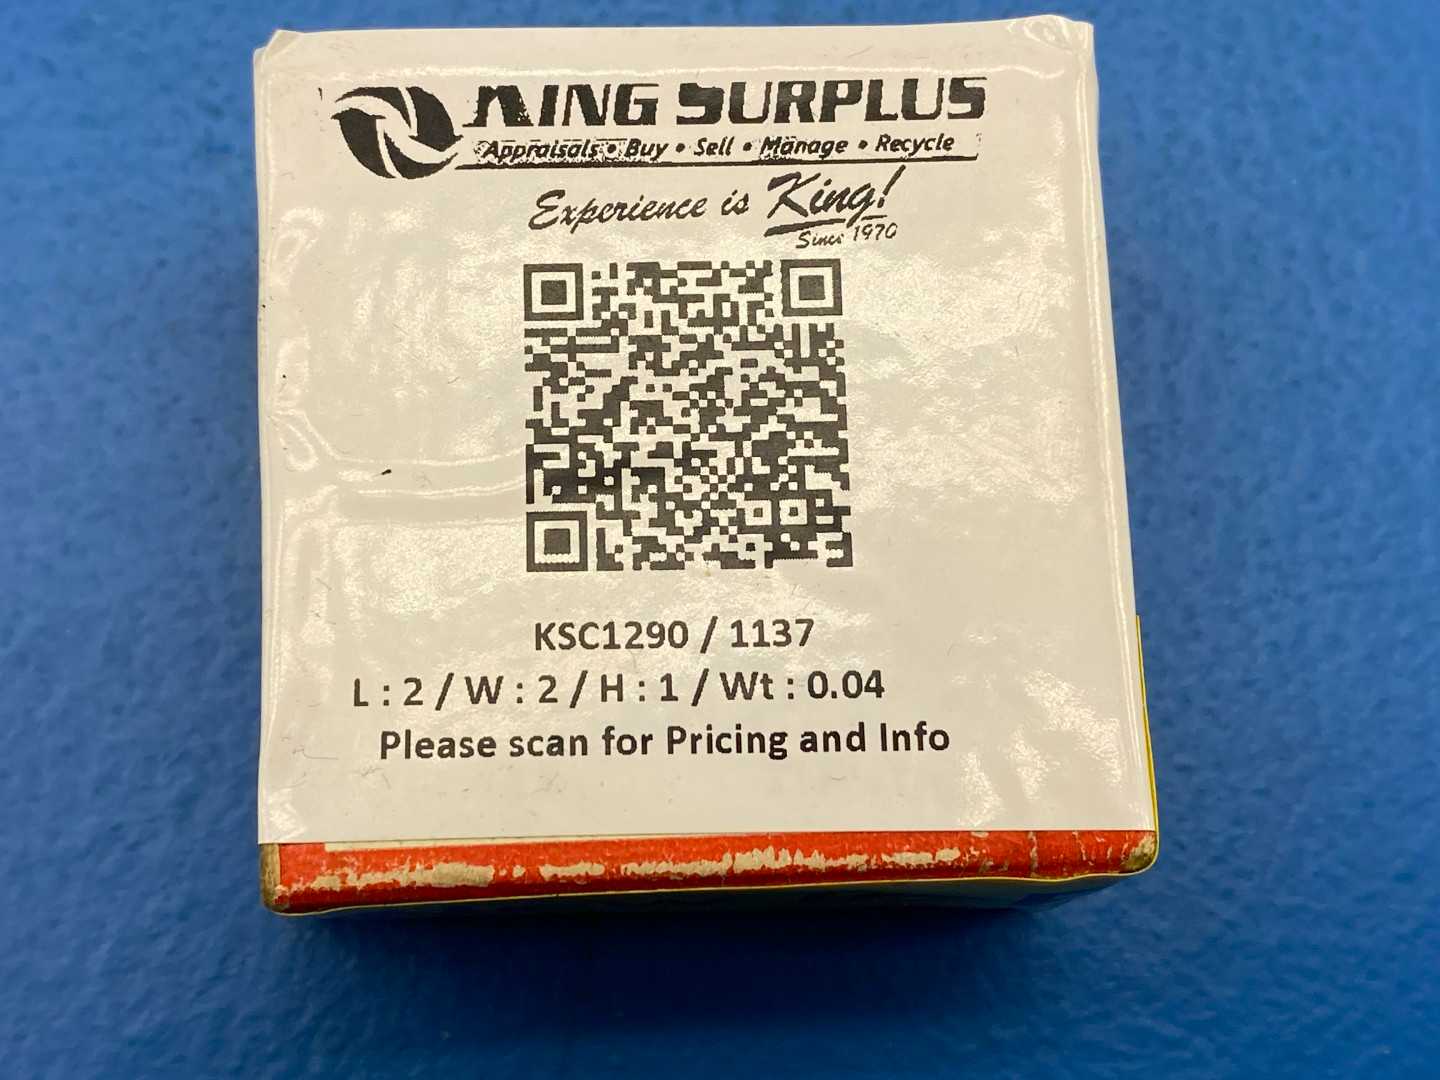 KING SURPLUS
Appraisals • Buy • Sell • Manage • Recycle
Experience is King!
Since 1970
KSC1290 / 1137
L : 2 / W : 2 / H : 1 / Wt : 0.04
Please scan for Pricing and Info